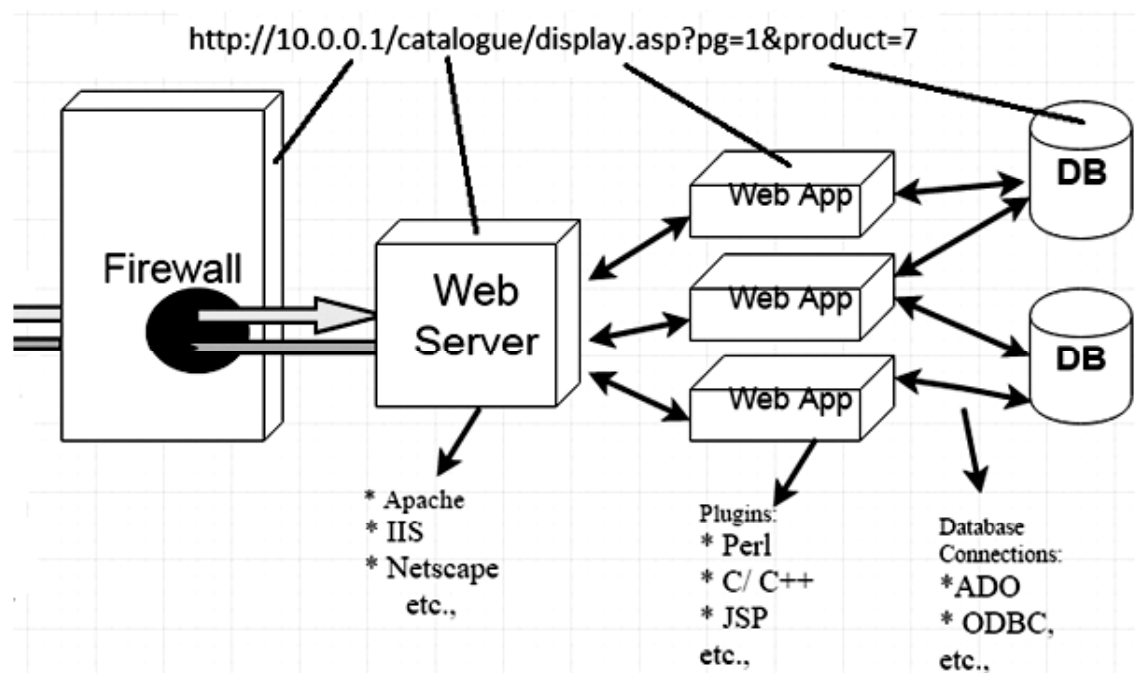 http://10.0.0.1/catalogue/display.asp?pg=1&product=7
Firewall
Web
Server
Web App
Web App
Web App
DB
DB
* Apache
* IIS
* Netscape
etc.,
Plugins:
* Perl
* C/ C++
* JSP
etc.,
Database
Connections:
*ADO
* ODBC,
etc.,